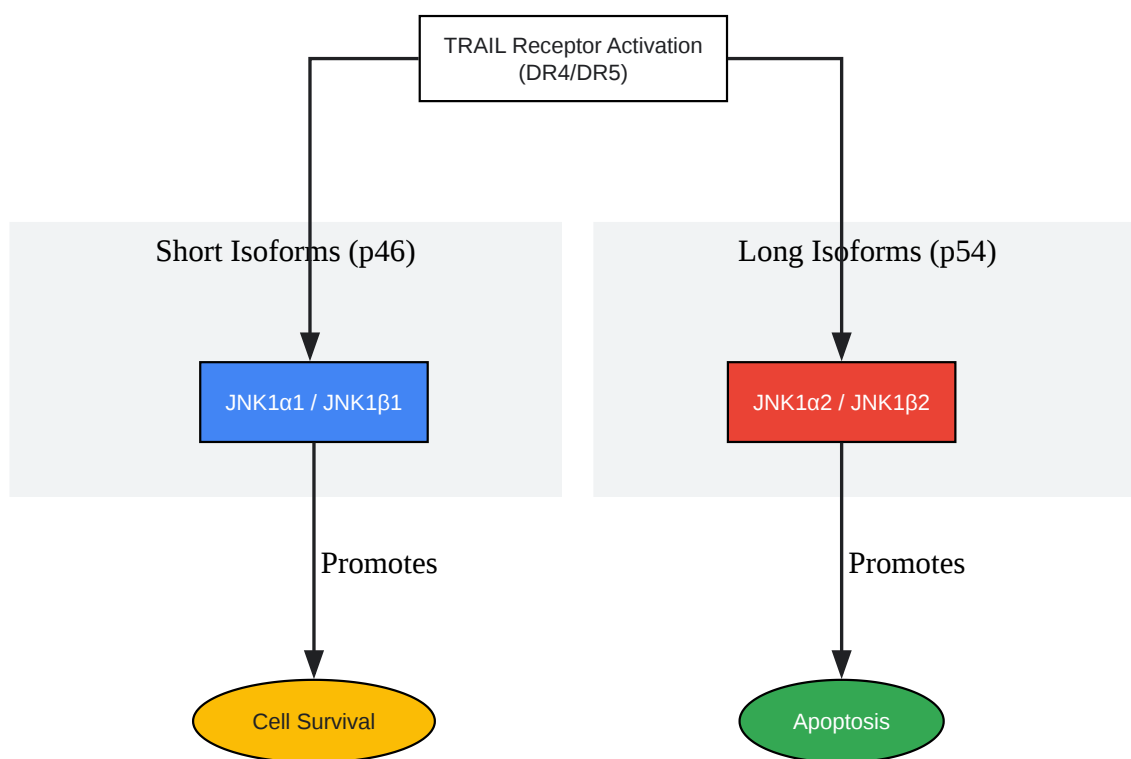 TRAIL Receptor Activation
(DR4/DR5)
Short Isoforms (p46)
Long Isoforms (p54)
JNK1α1 / JNK1β1
JNK1α2 / JNK1β2
Promotes
Promotes
Cell Survival
Apoptosis